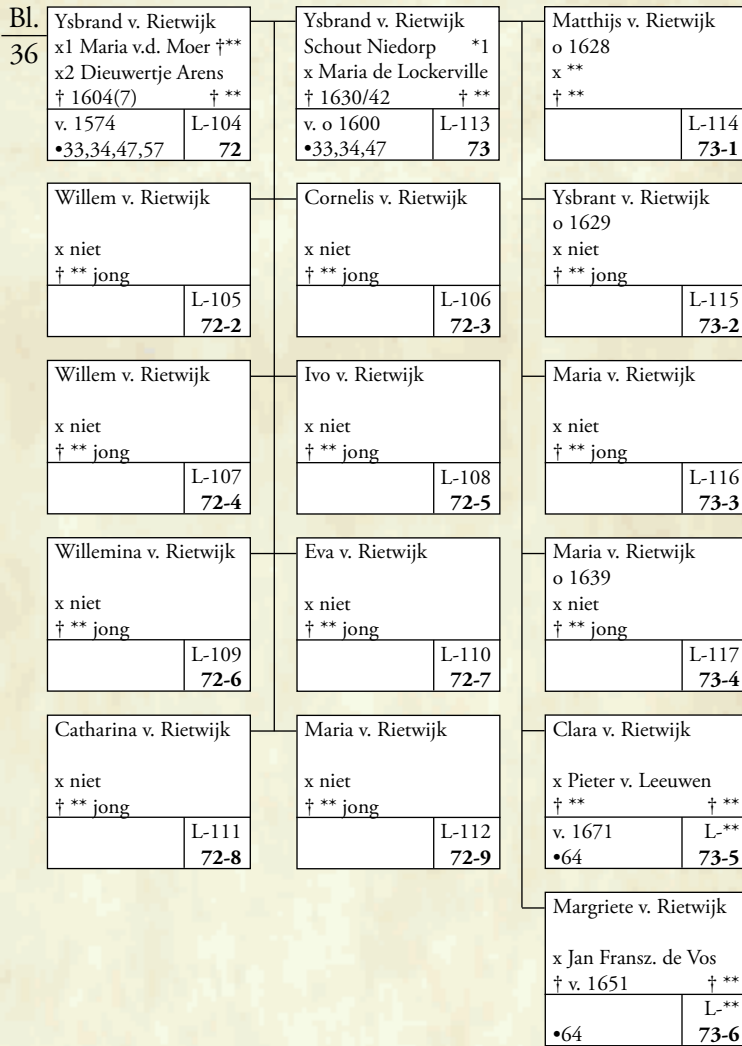 Bl.
36
Ysbrand v. Rietwijk
x1 Maria v.d. Moer †**
x2 Dieuwertje Arens
† 1604(7) † **
v. 1574 L-104
•33,34,47,57 72
Ysbrand v. Rietwijk
Schout Niedorp *1
x Maria de Lockerville
† 1630/42 † **
v. o 1600 L-113
•33,34,47 73
Matthijs v. Rietwijk
o 1628
x **
† **
L-114
73-1
Willem v. Rietwijk
x niet
† ** jong
L-105
72-2
Cornelis v. Rietwijk
x niet
† ** jong
L-106
72-3
Ysbrant v. Rietwijk
o 1629
x niet
† ** jong
L-115
73-2
Willem v. Rietwijk
x niet
† ** jong
L-107
72-4
Ivo v. Rietwijk
x niet
† ** jong
L-108
72-5
Maria v. Rietwijk
x niet
† ** jong
L-116
73-3
Willemina v. Rietwijk
x niet
† ** jong
L-109
72-6
Eva v. Rietwijk
x niet
† ** jong
L-110
72-7
Maria v. Rietwijk
o 1639
x niet
† ** jong
L-117
73-4
Catharina v. Rietwijk
x niet
† ** jong
L-111
72-8
Maria v. Rietwijk
x niet
† ** jong
L-112
72-9
Clara v. Rietwijk
x Pieter v. Leeuwen
† ** † **
v. 1671 L-**
•64 73-5
Margriete v. Rietwijk
x Jan Fransz. de Vos
† v. 1651 † **
L-**
•64 73-6